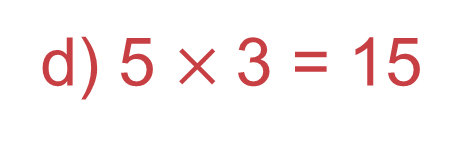 d) 5 × 3 = 15